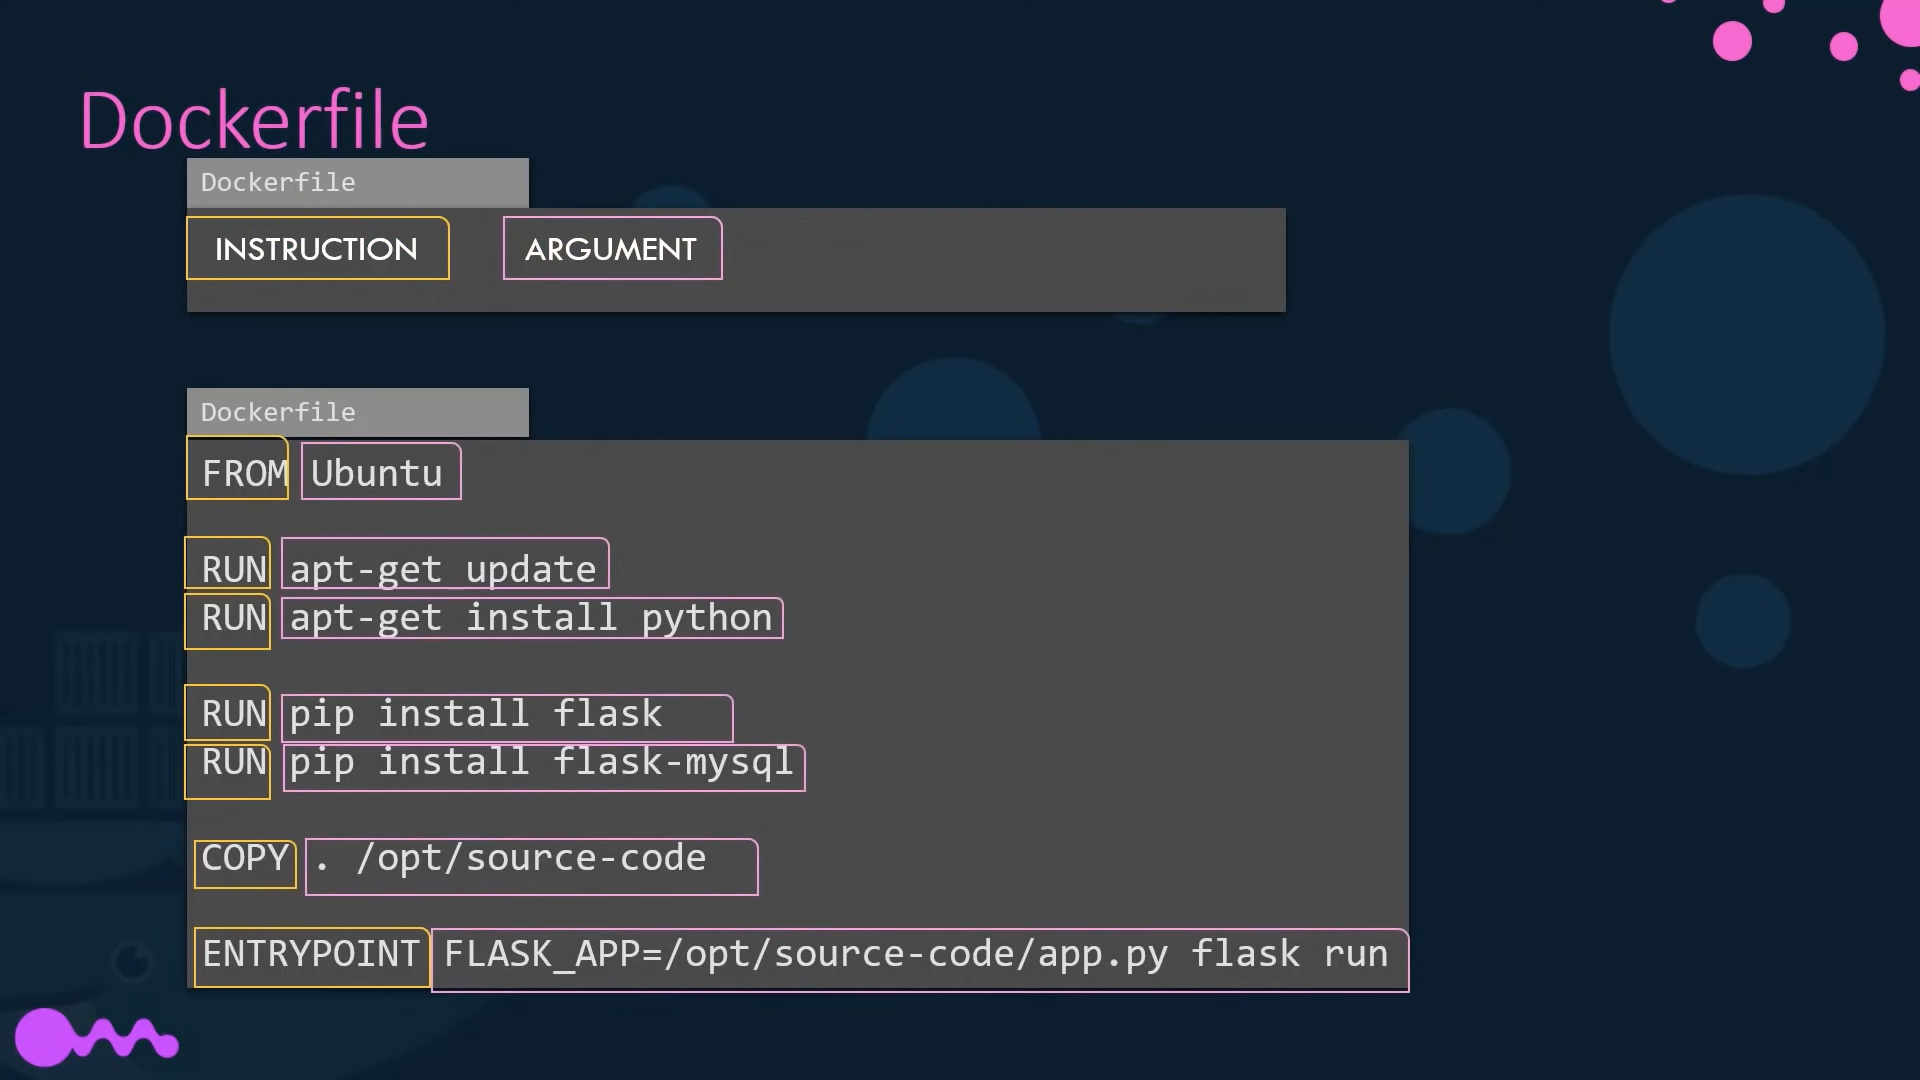 Dockerfile
Dockerfile
INSTRUCTION ARGUMENT
Dockerfile
FROM Ubuntu
RUN apt-get update
RUN apt-get install python
RUN pip install flask
RUN pip install flask-mysql
COPY . /opt/source-code
ENTRYPOINT FLASK_APP=/opt/source-code/app.py flask run